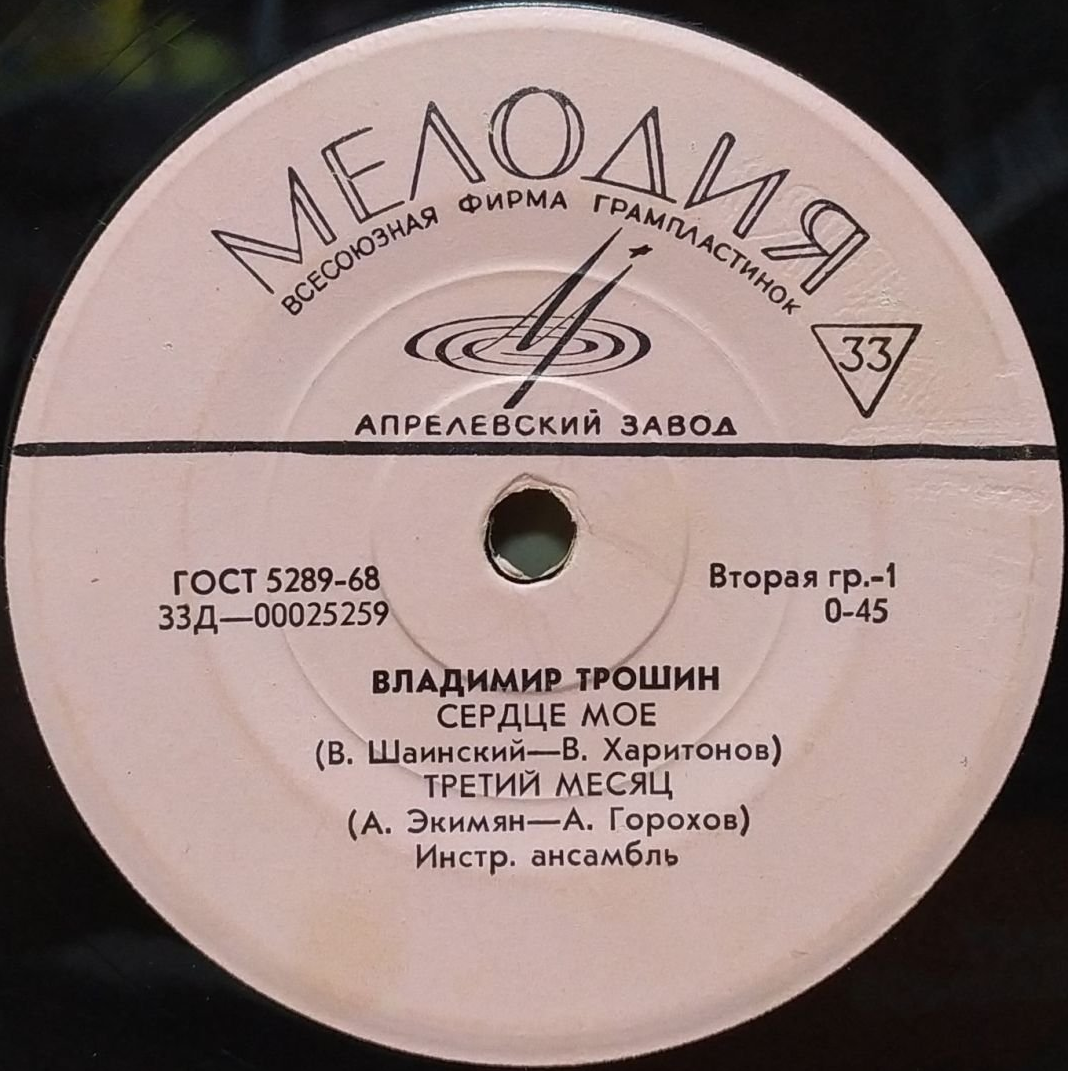 МЕЛОДИЯ
ВСЕСОЮЗНАЯ ФИРМА ГРАМПЛАСТИНОК
33
АПРЕЛЕВСКИЙ ЗАВОД
ГОСТ 5289-68
33Д—00025259
Вторая гр.-1
0-45
ВЛАДИМИР ТРОШИН
СЕРДЦЕ МОЕ
(В. Шаинский—В. Харитонов)
ТРЕТИЙ МЕСЯЦ
(А. Экимян—А. Горохов)
Инстр. ансамбль